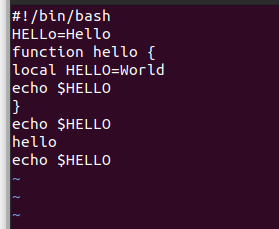 #!/bin/bash
HELLo=Hello
function hello {
local HELLO=World
echo $HELLO
}
echo $HELLO
hello
echo $HELLO
~
~
~